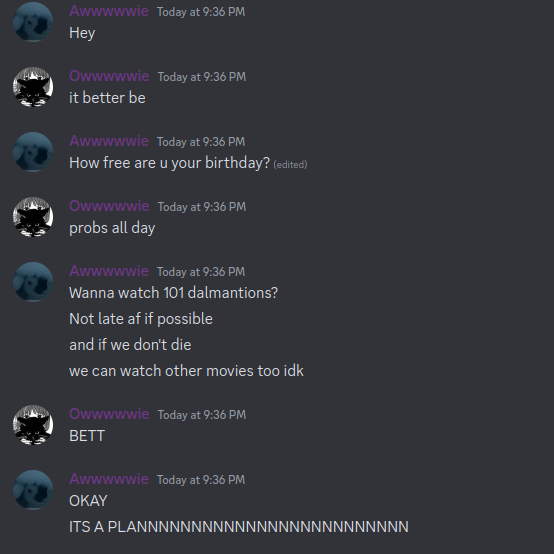 Awwwwwie Today at 9:36 PM
Hey
Owwwwwie Today at 9:36 PM
it better be
Awwwwwie Today at 9:36 PM
How free are u your birthday? (edited)
Owwwwwie Today at 9:36 PM
probs all day
Awwwwwie Today at 9:36 PM
Wanna watch 101 dalmantions?
Not late af if possible
and if we don't die
we can watch other movies too idk
Owwwwwie Today at 9:36 PM
BETT
Awwwwwie Today at 9:36 PM
OKAY
ITS A PLANNNNNNNNNNNNNNNNNNNNNNNNN